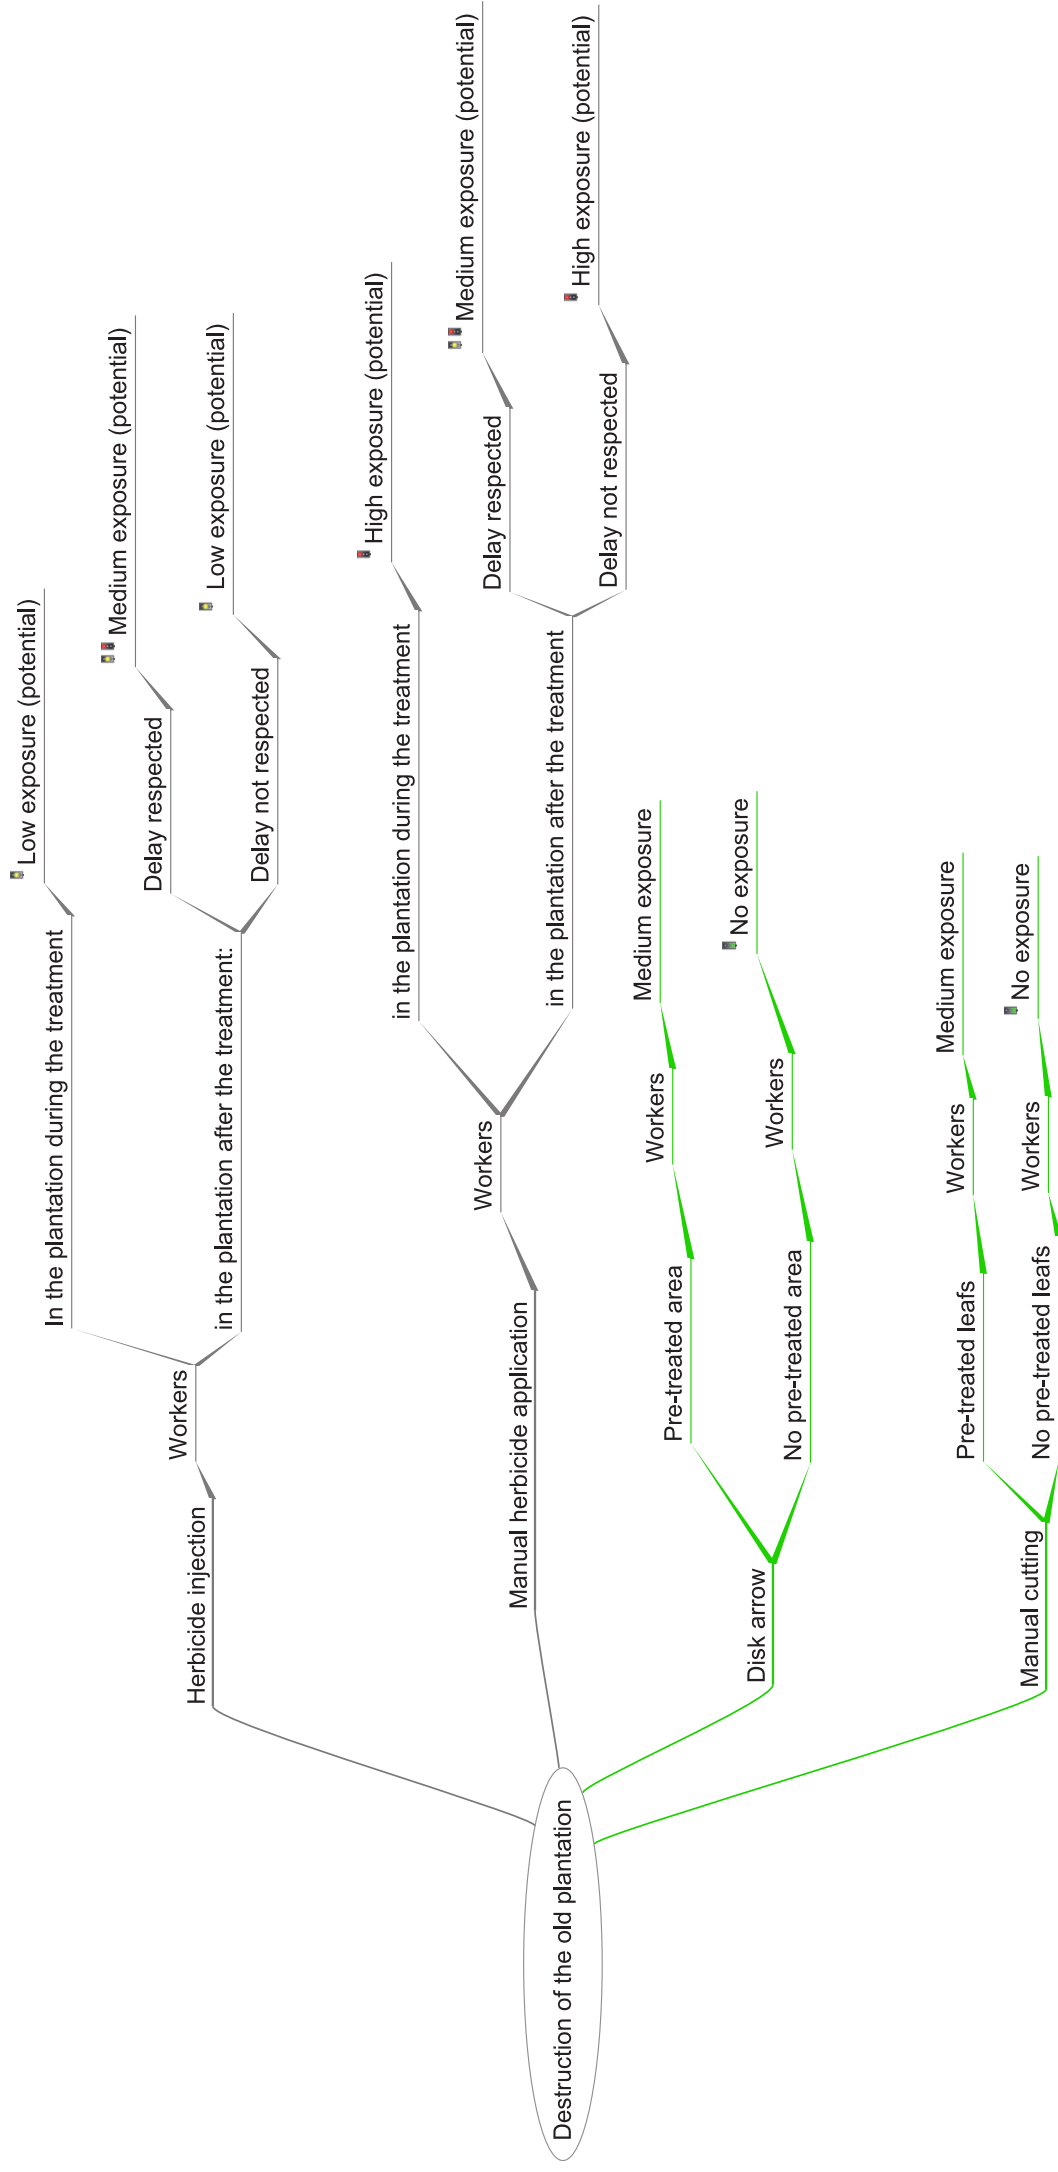 Destruction of the old plantation
Herbicide injection
Workers
In the plantation during the treatment
Low exposure (potential)
in the plantation after the treatment:
Delay respected
Medium exposure (potential)
Delay not respected
Low exposure (potential)
Manual herbicide application
Workers
in the plantation during the treatment
High exposure (potential)
in the plantation after the treatment
Delay respected
Medium exposure (potential)
Delay not respected
High exposure (potential)
Disk arrow
Pre-treated area
Workers
Medium exposure
No pre-treated area
Workers
No exposure
Manual cutting
Pre-treated leafs
Workers
Medium exposure
No pre-treated leafs
Workers
No exposure